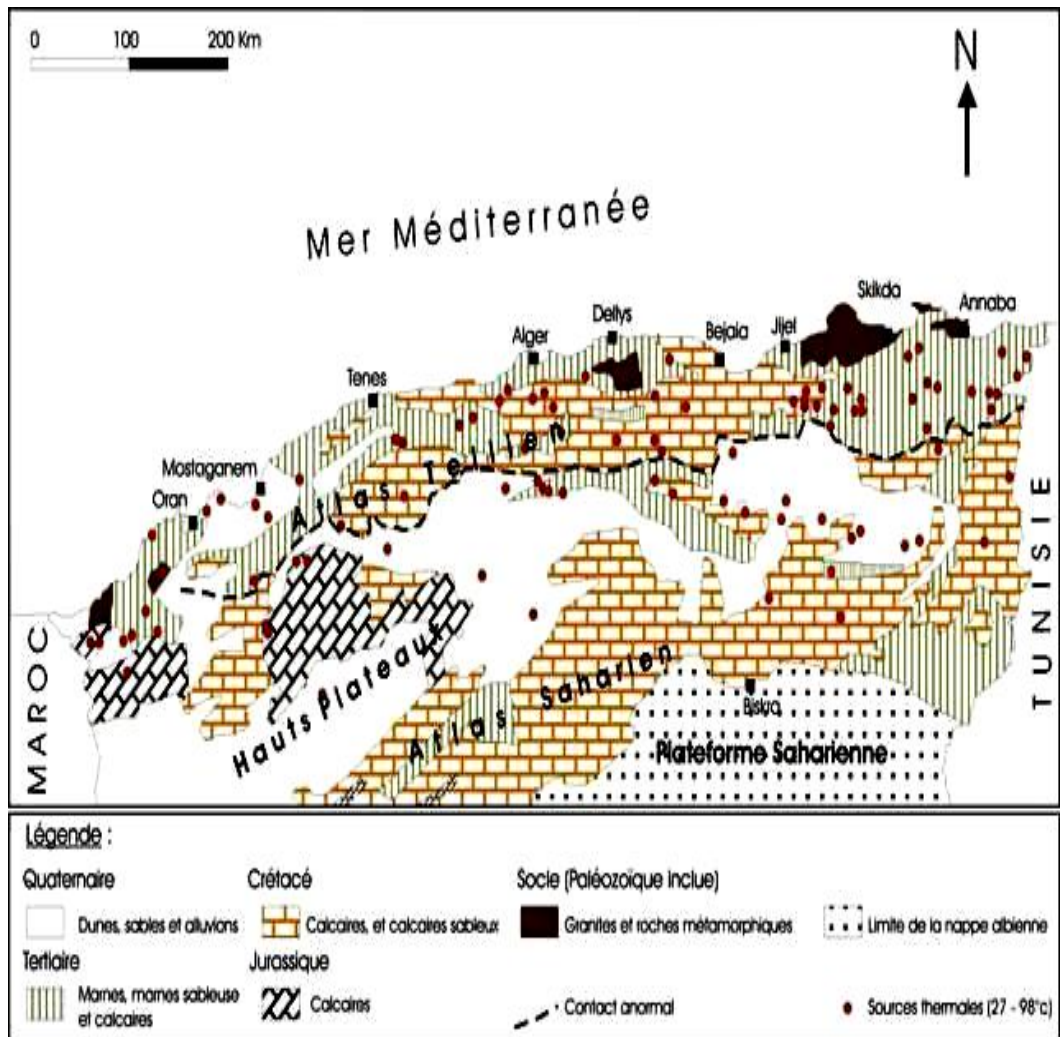 0 100 200 Km
N
Mer Méditerranée
Skikda
Annaba
Dellys
Jijel
Alger
Bejaia
Tenes
Mostaganem
Oran
Atlas Tellien
MAROC
TUNISIE
Hauts Plateaux
Atlas Saharien
Biskra
Plateforme Saharienne
Légende :
Quaternaire
Dunes, sables et alluvions
Tertiaire
Marnes, marnes sableuse
et calcaires
Crétacé
Calcaires, et calcaires sableux
Jurassique
Calcaires
Socle (Paléozoïque inclue)
Granites et roches métamorphiques
Contact anormal
Limite de la nappe albienne
Sources thermales (27 - 98°c)